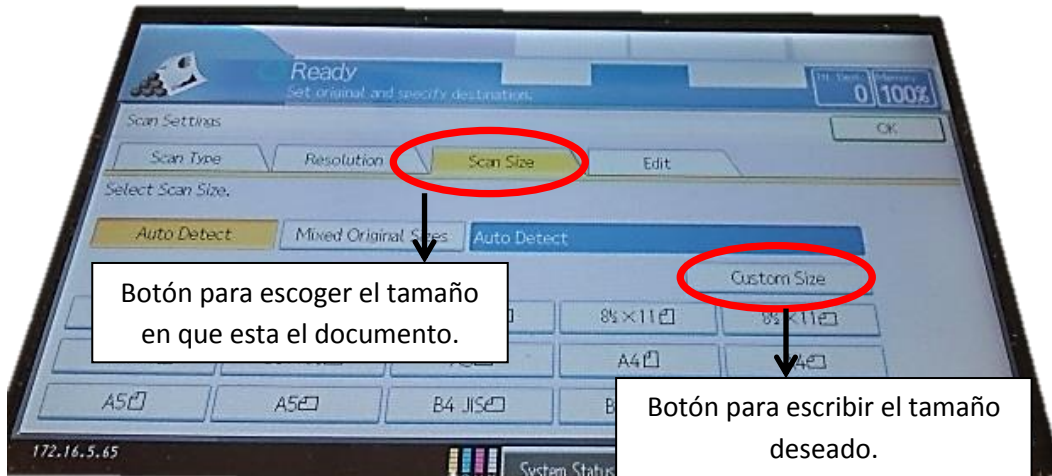 Ready
Set original and specify destination.
Memory
0 100%
Scan Settings
OK
Scan Type Resolution Scan Size Edit
Select Scan Size.
Auto Detect Mixed Original Sizes Auto Detect
Custom Size
Botón para escoger el tamaño
en que esta el documento.
8½×11 8½×11
A4 A4
A5 A5 B4 JIS B
Botón para escribir el tamaño
deseado.
172.16.5.65
System Status